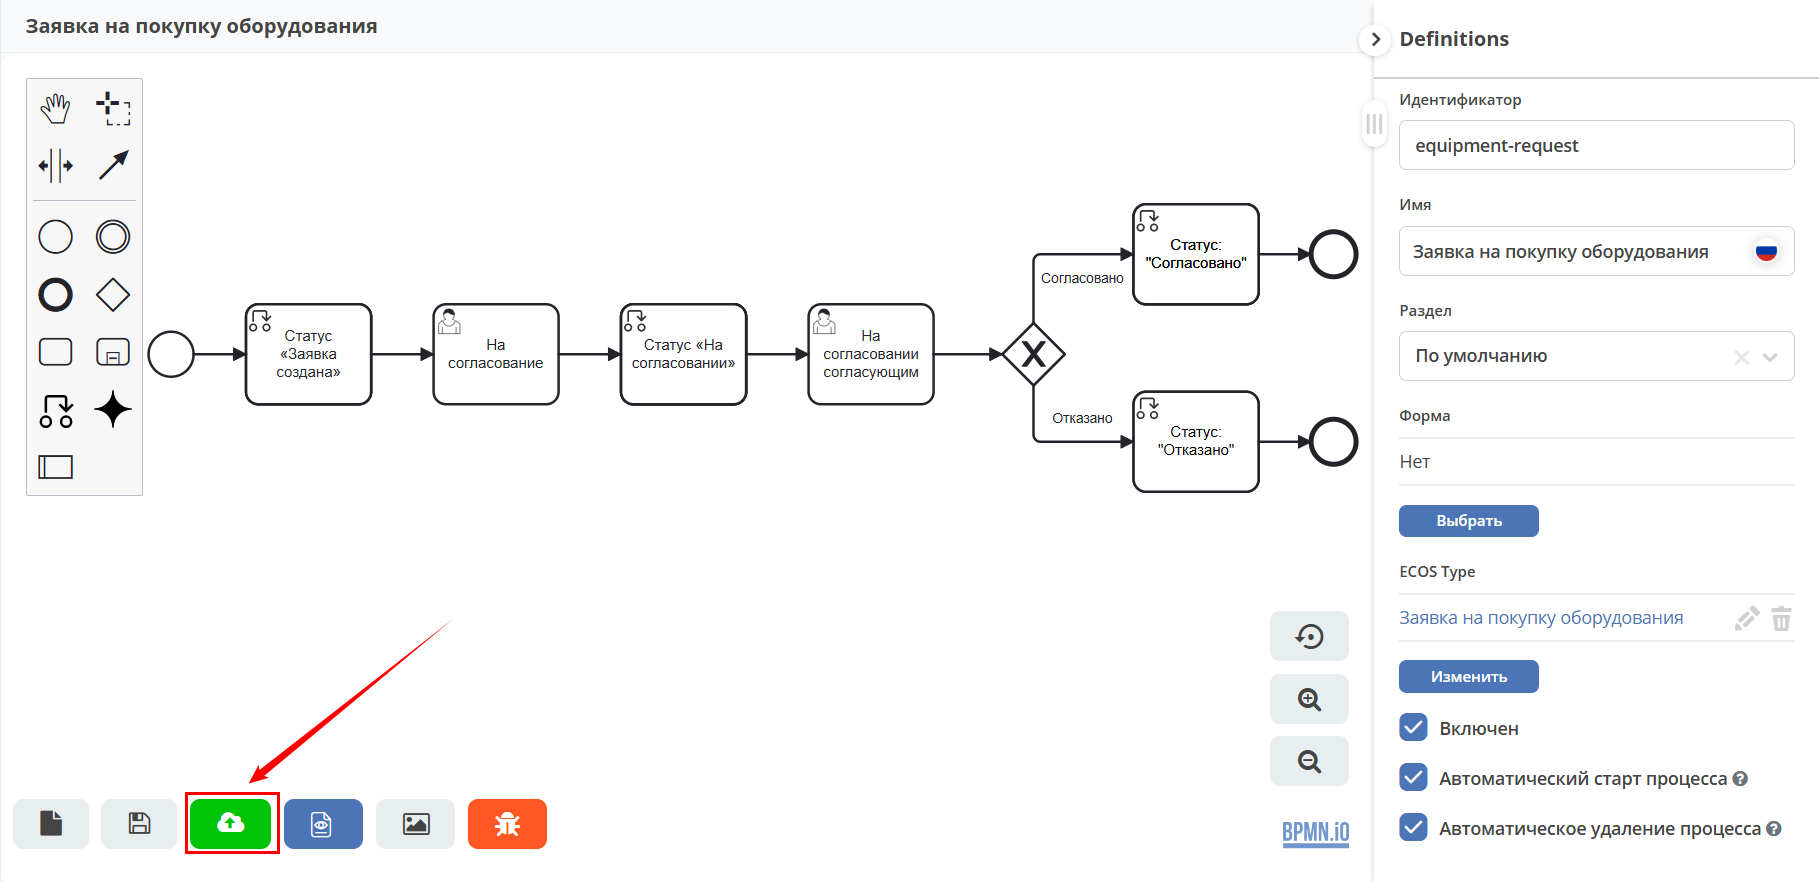 Заявка на покупку оборудования
Статус
«Заявка
создана»
На
согласование
Статус «На
согласовании»
На
согласовании
согласующим
Согласовано
Отказано
Статус:
"Согласовано"
Статус:
"Отказано"
BPMN.iO
Definitions
Идентификатор
equipment-request
Имя
Заявка на покупку оборудования
Раздел
По умолчанию
Форма
Нет
Выбрать
ECOS Type
Заявка на покупку оборудования
Изменить
Включен
Автоматический старт процесса ?
Автоматическое удаление процесса ?